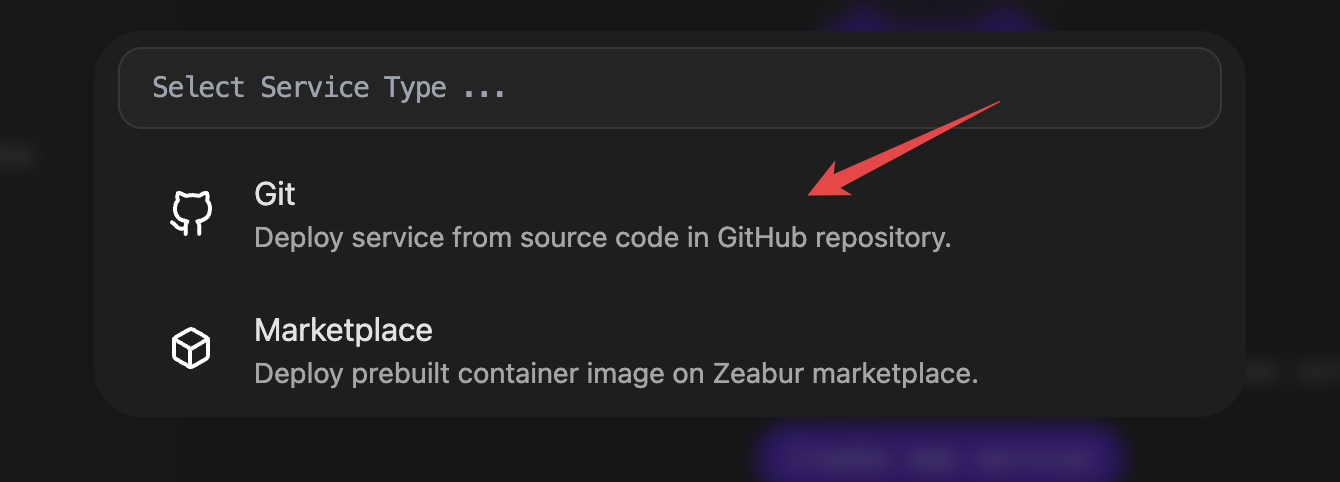 Select Service Type ...
Git
Deploy service from source code in GitHub repository.
Marketplace
Deploy prebuilt container image on Zeabur marketplace.